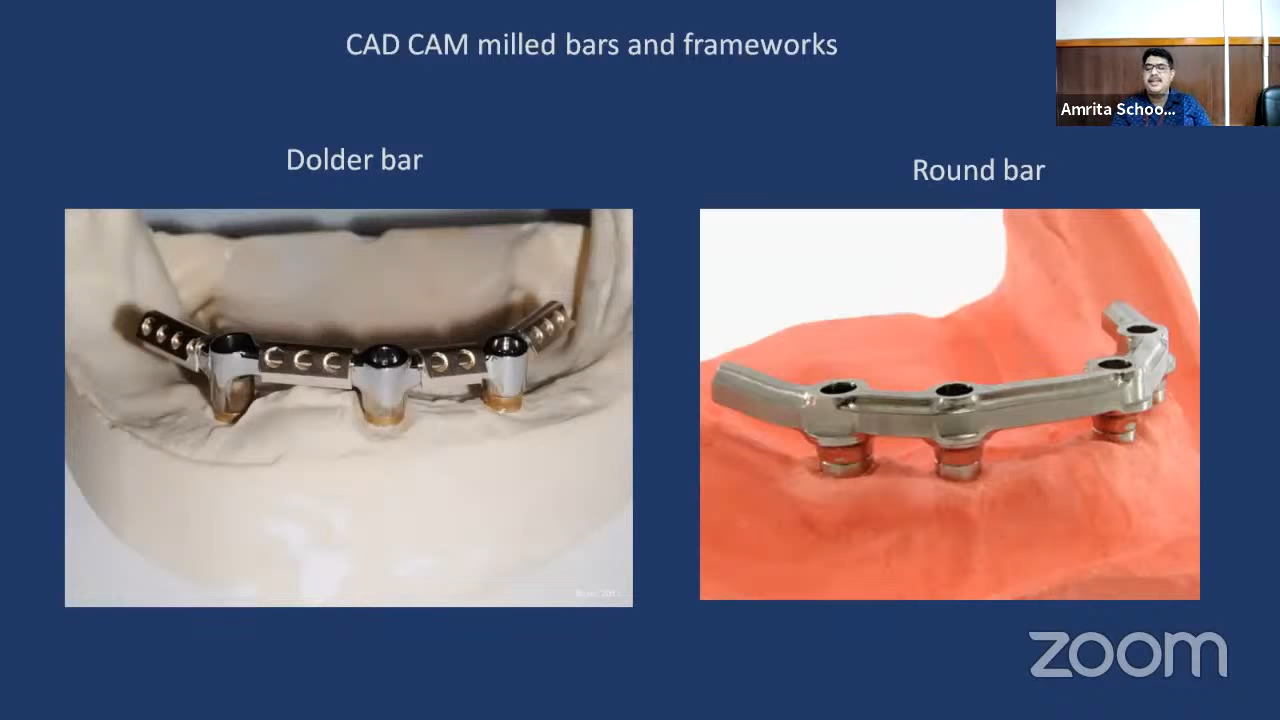 CAD CAM milled bars and frameworks
Amrita Schoo...
Dolder bar
Round bar
zoom